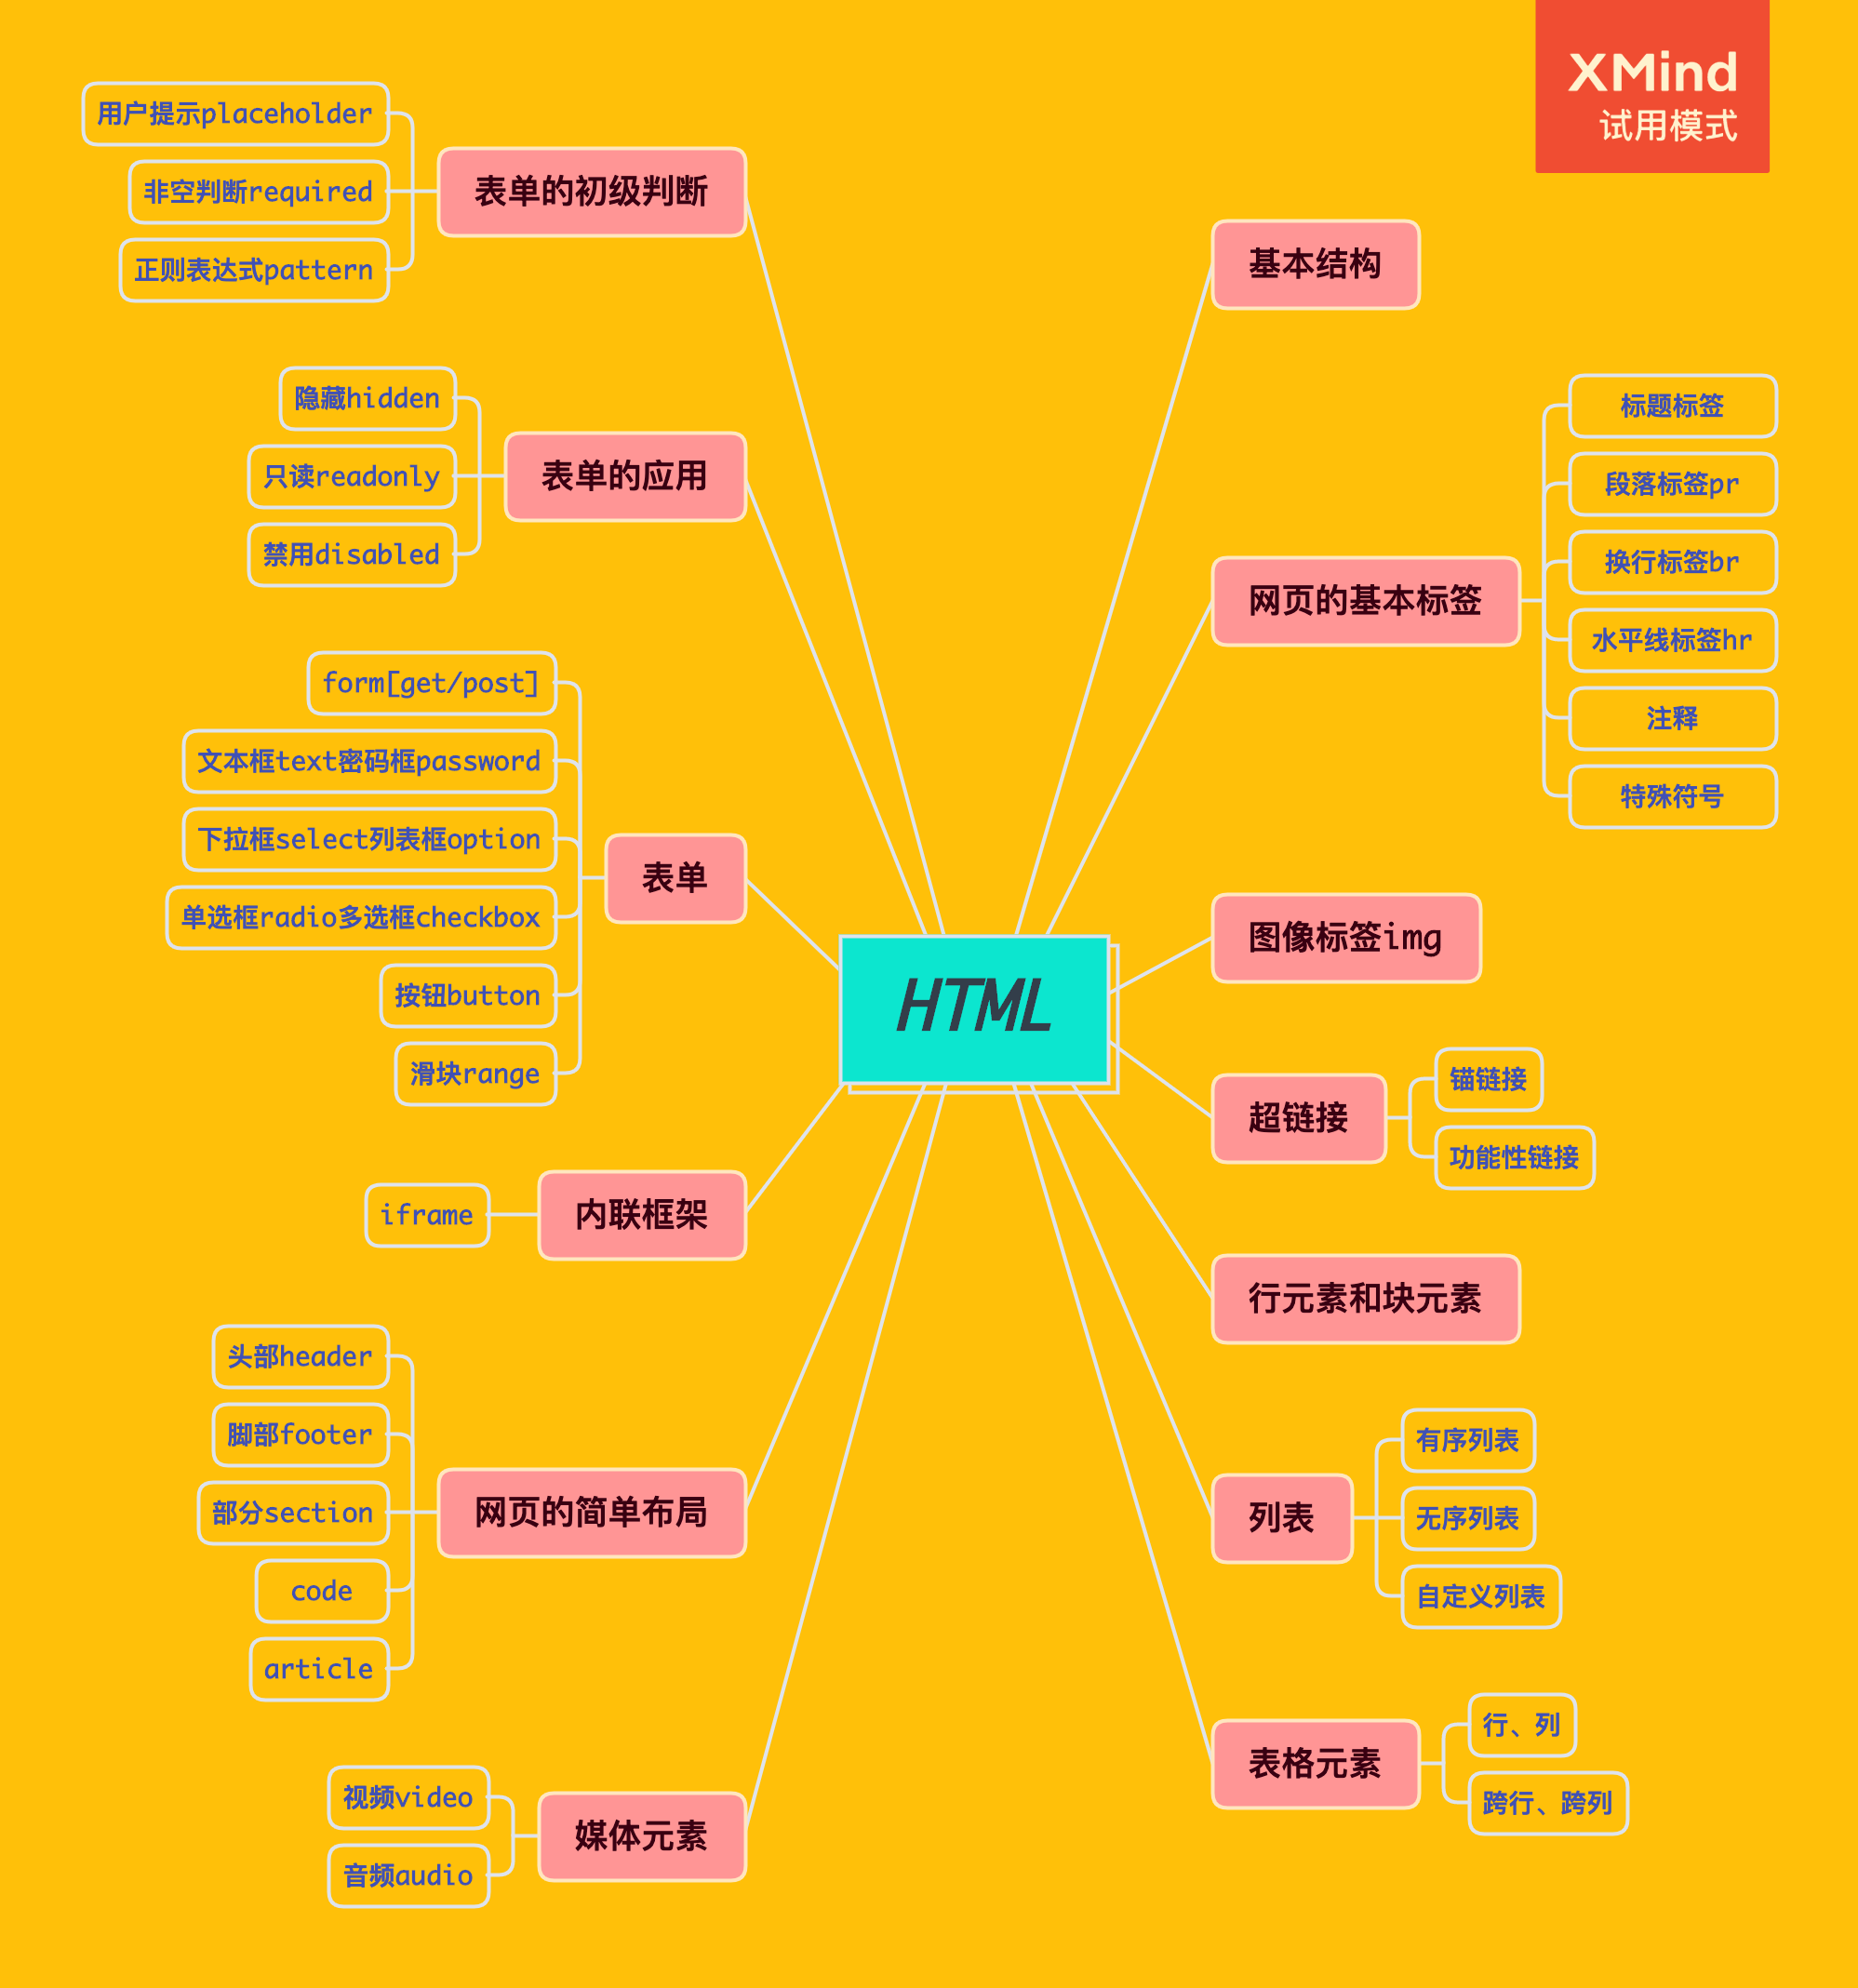 XMind
试用模式
HTML
基本结构
网页的基本标签
标题标签
段落标签pr
换行标签br
水平线标签hr
注释
特殊符号
图像标签img
超链接
锚链接
功能性链接
行元素和块元素
列表
有序列表
无序列表
自定义列表
表格元素
行、列
跨行、跨列
表单的初级判断
用户提示placeholder
非空判断required
正则表达式pattern
表单的应用
隐藏hidden
只读readonly
禁用disabled
表单
form[get/post]
文本框text密码框password
下拉框select列表框option
单选框radio多选框checkbox
按钮button
滑块range
内联框架
iframe
网页的简单布局
头部header
脚部footer
部分section
code
article
媒体元素
视频video
音频audio